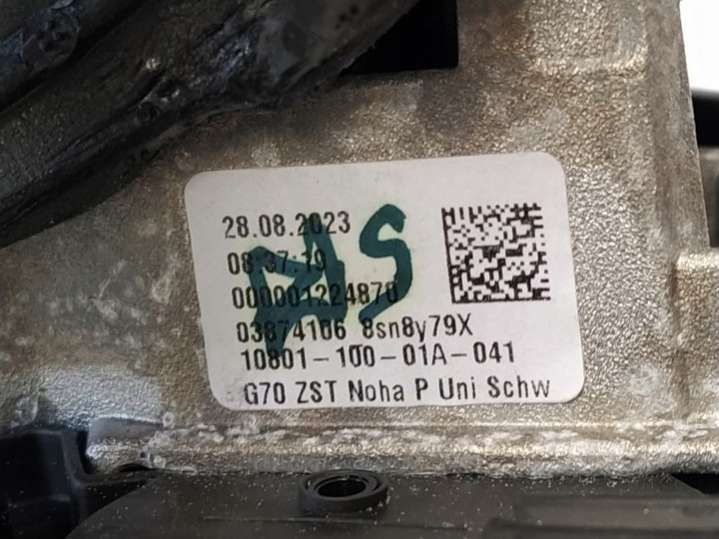 28.08.2023
08:37:19
000001224870
03874106 8sn8y79X
10801-100-01A-041
G70 ZST Noha P Uni Schw
AS